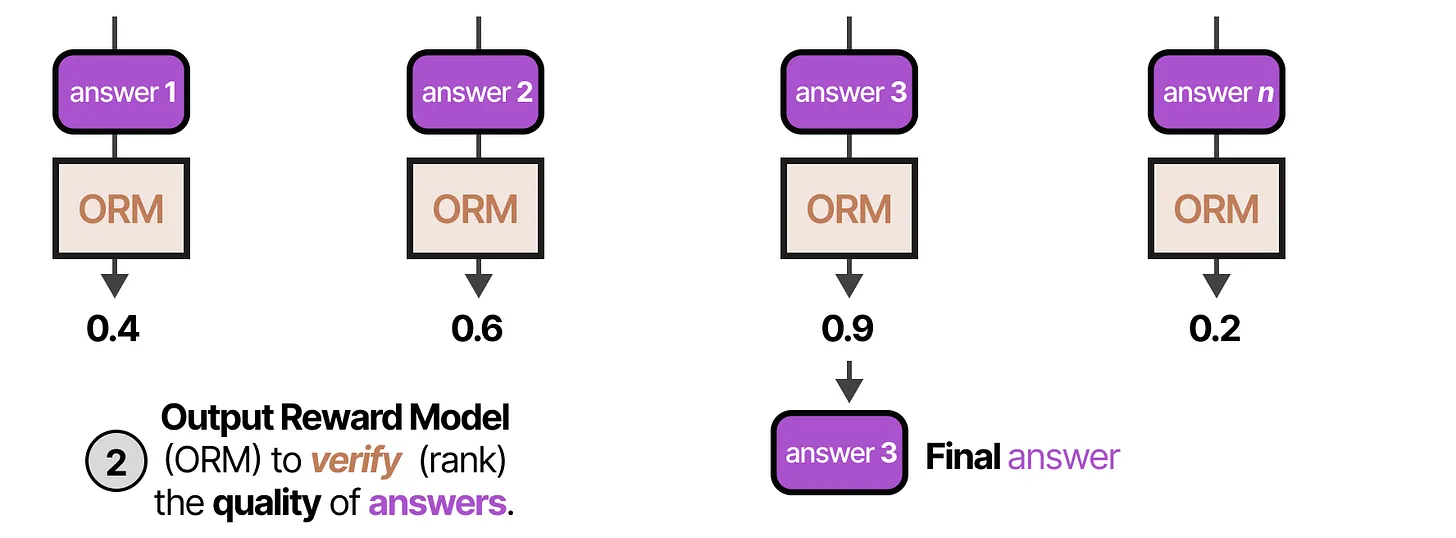 answer 1
answer 2
answer 3
answer n
ORM
ORM
ORM
ORM
0.4
0.6
0.9
0.2
2
Output Reward Model
(ORM) to verify (rank)
the quality of answers.
answer 3
Final answer